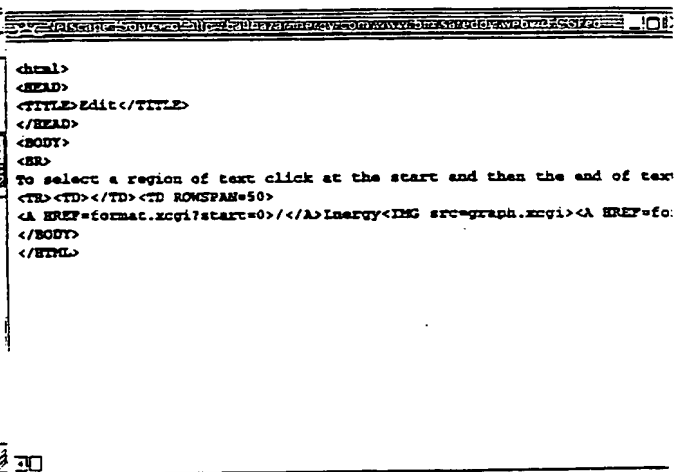 <html>
<HEAD>
<TITLE>Edit</TITLE>
</HEAD>
<BODY>
<BR>
To select a region of text click at the start and then the end of tex
<TR><TD></TD><TD ROWSPAN=50>
<A HREF=format.xcgi?start=0>/</A>Inergy<IMG src=graph.xcgi><A HREF=fo
</BODY>
</HTML>